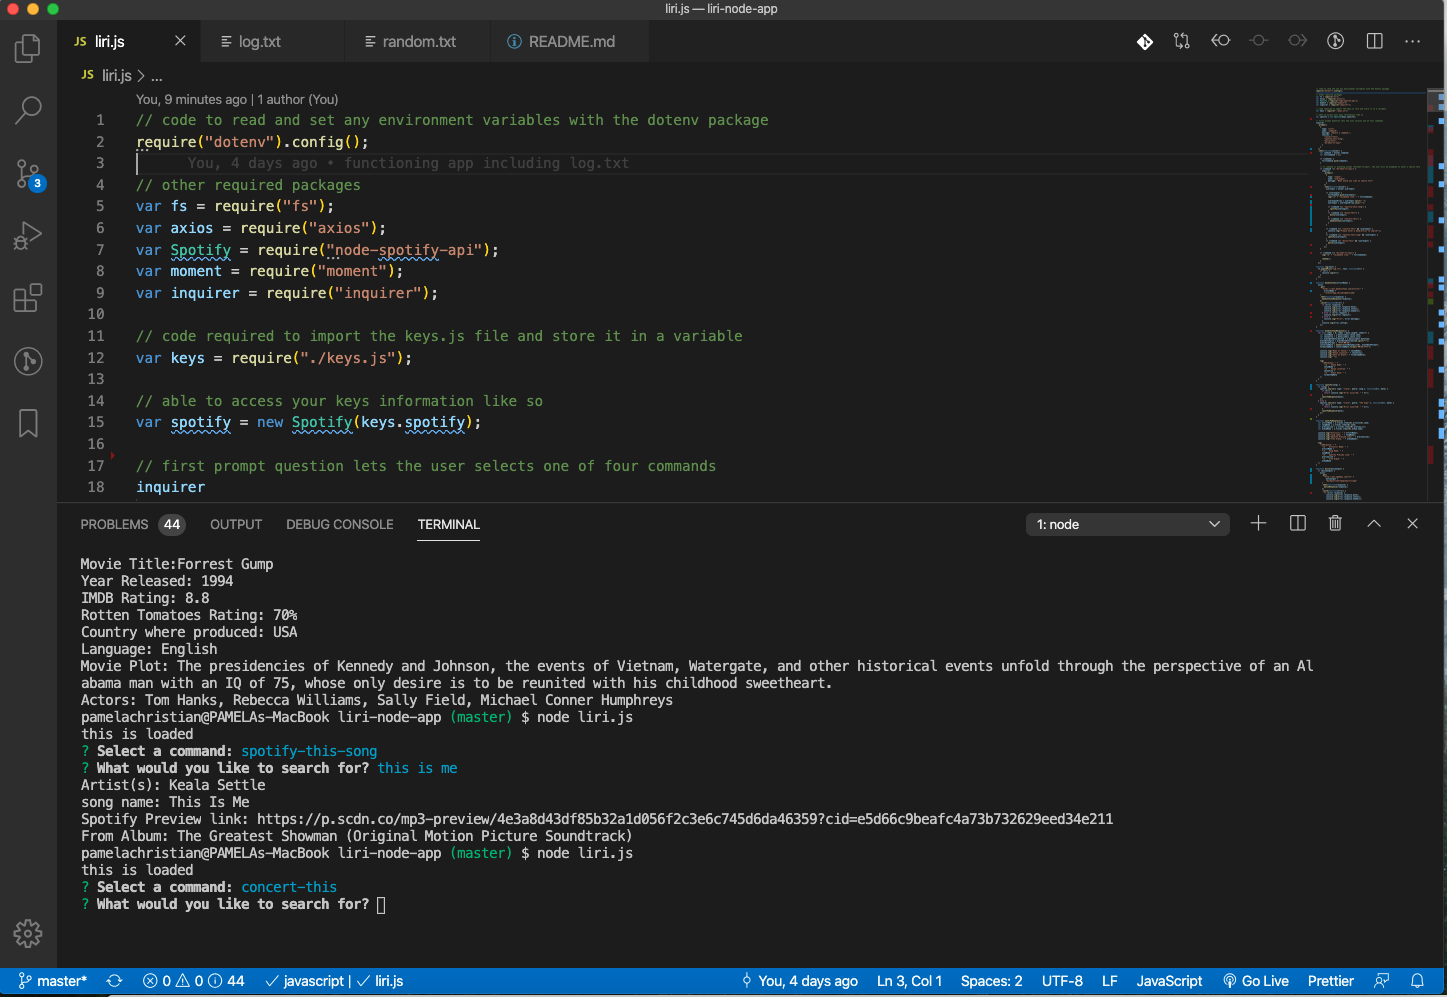 liri.js — liri-node-app
JS liri.js
log.txt
random.txt
README.md
JS liri.js > ...
You, 9 minutes ago | 1 author (You)
1 // code to read and set any environment variables with the dotenv package
2 require("dotenv").config();
3 You, 4 days ago • functioning app including log.txt
4 // other required packages
5 var fs = require("fs");
6 var axios = require("axios");
7 var Spotify = require("node-spotify-api");
8 var moment = require("moment");
9 var inquirer = require("inquirer");
10
11 // code required to import the keys.js file and store it in a variable
12 var keys = require("./keys.js");
13
14 // able to access your keys information like so
15 var spotify = new Spotify(keys.spotify);
16
17 // first prompt question lets the user selects one of four commands
18 inquirer
3
PROBLEMS 44 OUTPUT DEBUG CONSOLE TERMINAL 1: node
Movie Title:Forrest Gump
Year Released: 1994
IMDB Rating: 8.8
Rotten Tomatoes Rating: 70%
Country where produced: USA
Language: English
Movie Plot: The presidencies of Kennedy and Johnson, the events of Vietnam, Watergate, and other historical events unfold through the perspective of an Al
abama man with an IQ of 75, whose only desire is to be reunited with his childhood sweetheart.
Actors: Tom Hanks, Rebecca Williams, Sally Field, Michael Conner Humphreys
pamelachristian@PAMELAs-MacBook liri-node-app (master) $ node liri.js
this is loaded
? Select a command: spotify-this-song
? What would you like to search for? this is me
Artist(s): Keala Settle
song name: This Is Me
Spotify Preview link: https://p.scdn.co/mp3-preview/4e3a8d43df85b32a1d056f2c3e6c745d6da46359?cid=e5d66c9beafc4a73b732629eed34e211
From Album: The Greatest Showman (Original Motion Picture Soundtrack)
pamelachristian@PAMELAs-MacBook liri-node-app (master) $ node liri.js
this is loaded
? Select a command: concert-this
? What would you like to search for?
master* 0 0 44 javascript | liri.js You, 4 days ago Ln 3, Col 1 Spaces: 2 UTF-8 LF JavaScript Go Live Prettier